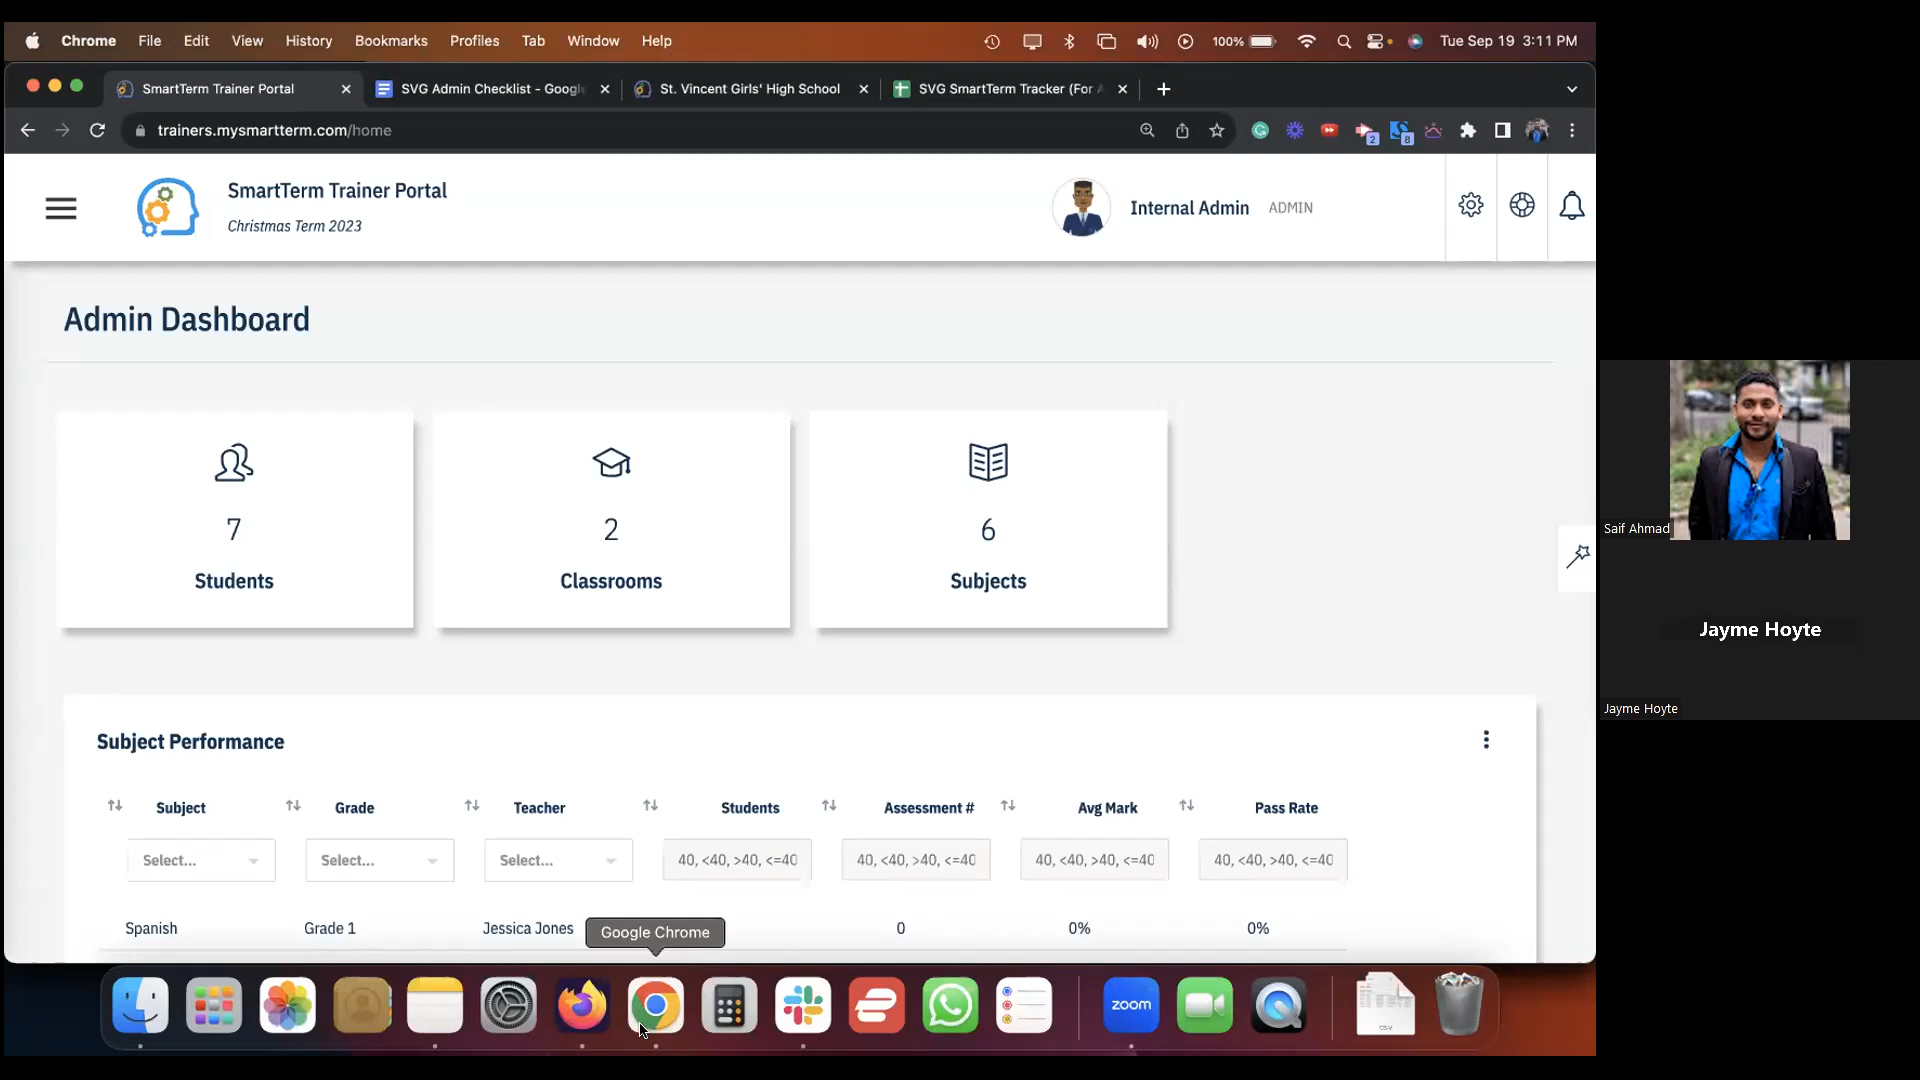 Chrome File Edit View History Bookmarks Profiles Tab Window Help 100% Tue Sep 19 3:11 PM
SmartTerm Trainer Portal SVG Admin Checklist - Googl St. Vincent Girls' High School SVG SmartTerm Tracker (For A
trainers.mysmartterm.com/home
2 8
SmartTerm Trainer Portal
Christmas Term 2023
Internal Admin ADMIN
Admin Dashboard
7 2 6
Students Classrooms Subjects
Subject Performance
Subject Grade Teacher Students Assessment # Avg Mark Pass Rate
Select... Select... Select... 40, <40, >40, <=40 40, <40, >40, <=40 40, <40, >40, <=40 40, <40, >40, <=40
Spanish Grade 1 Jessica Jones 0 0% 0%
Google Chrome
zoom
CSV
Saif Ahmad
Jayme Hoyte
Jayme Hoyte